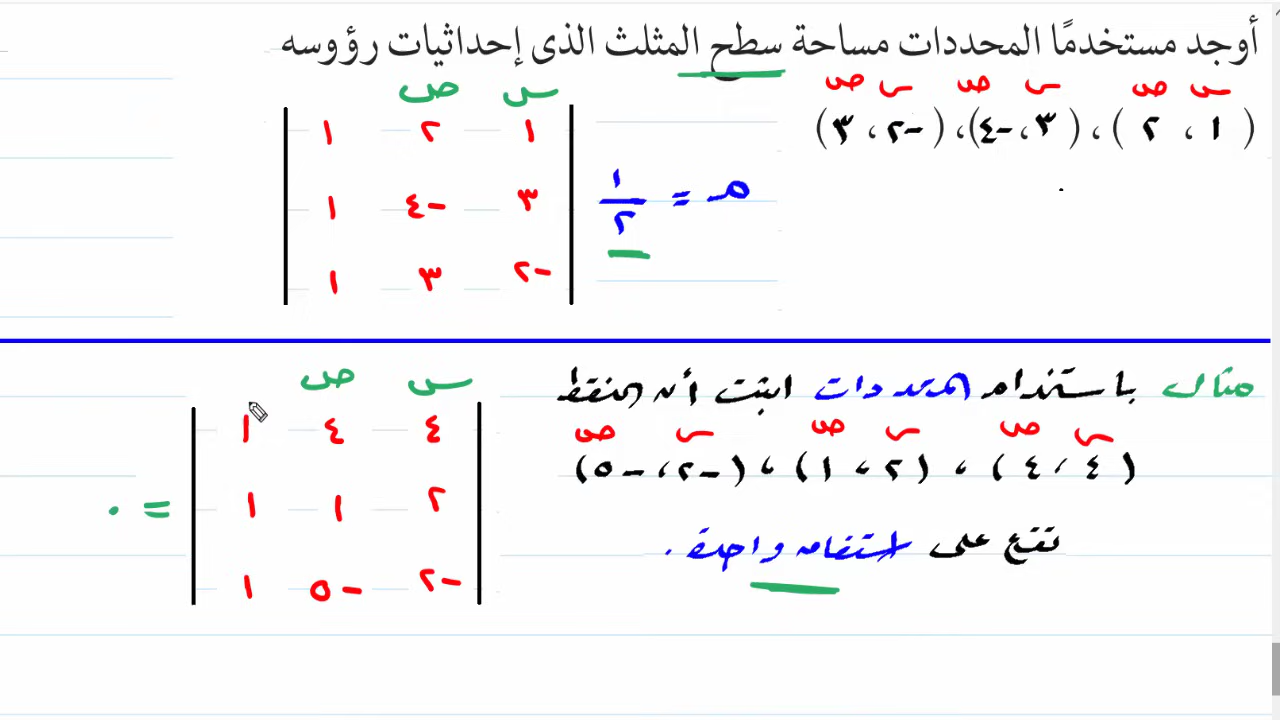 أوجد مستخدمًا المحددات مساحة سطح المثلث الذى إحداثيات رؤوسه
س ص س ص س ص
(١ ، ٢) ، (٣ ، -٤) ، (-٢ ، ٣)
س ص
م = ١/٢
١ ٢ ١
٣ -٤ ١
-٢ ٣ ١
مثال باستخدام المحددات اثبت أن النقط
س ص س ص س ص
(٤ ، ٤) ، (٢ ، ١) ، (-٢ ، -٥)
تقع على استقامه واحدة .
س ص
٤ ٤ ١
٢ ١ ١ = ٠
-٢ -٥ ١